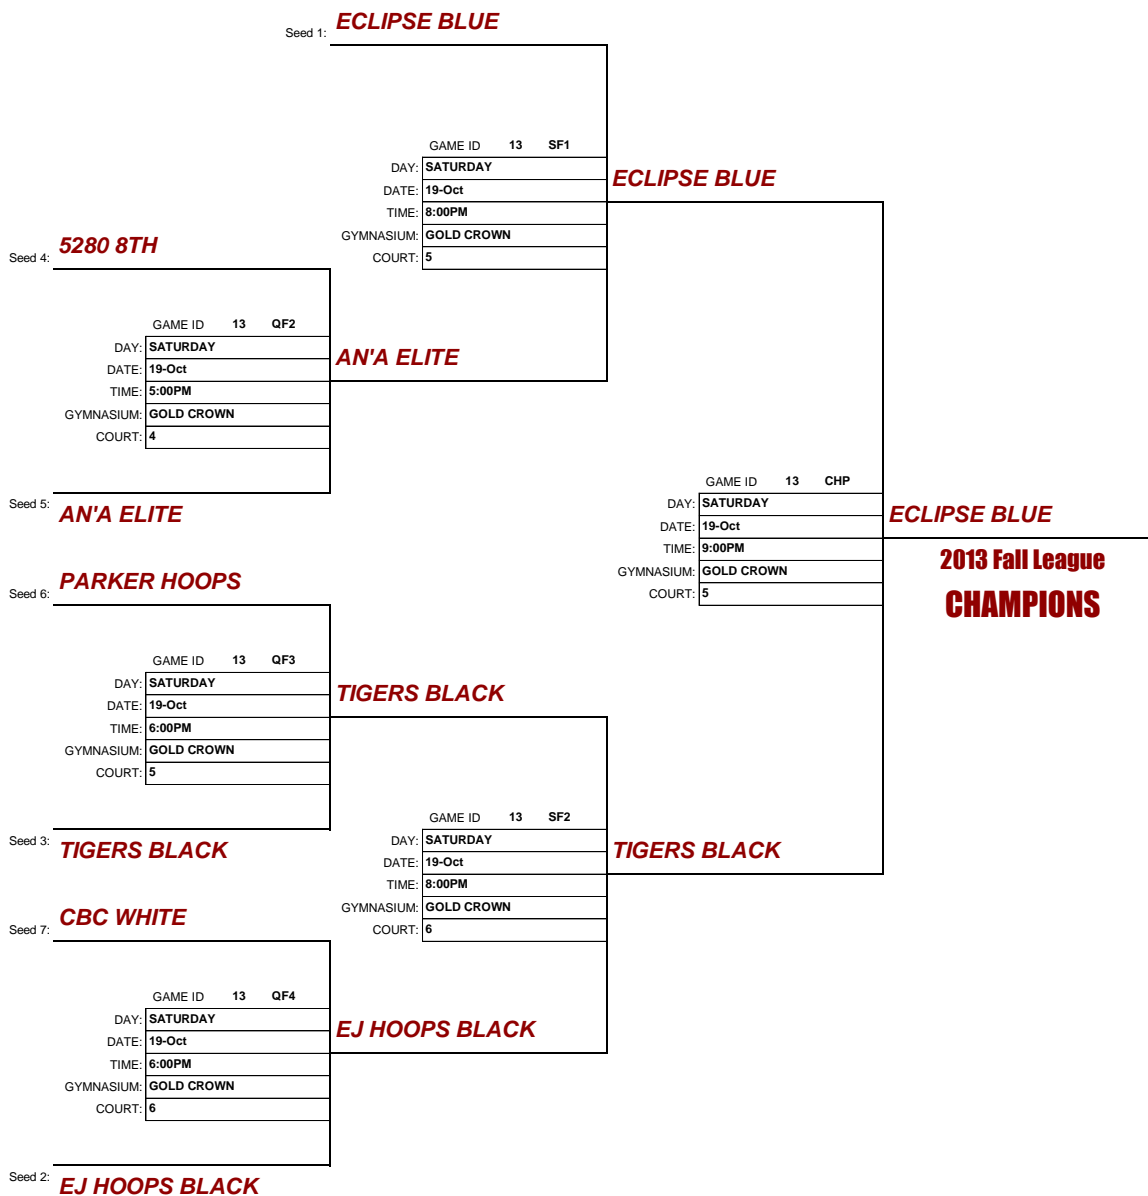 Seed 1: ECLIPSE BLUE
GAME ID 13 SF1
DAY: SATURDAY
DATE: 19-Oct
TIME: 8:00PM
GYMNASIUM: GOLD CROWN
COURT: 5
ECLIPSE BLUE
Seed 4: 5280 8TH
GAME ID 13 QF2
DAY: SATURDAY
DATE: 19-Oct
TIME: 5:00PM
GYMNASIUM: GOLD CROWN
COURT: 4
AN'A ELITE
Seed 5: AN'A ELITE
GAME ID 13 CHP
DAY: SATURDAY
DATE: 19-Oct
TIME: 9:00PM
GYMNASIUM: GOLD CROWN
COURT: 5
ECLIPSE BLUE
2013 Fall League
CHAMPIONS
Seed 6: PARKER HOOPS
GAME ID 13 QF3
DAY: SATURDAY
DATE: 19-Oct
TIME: 6:00PM
GYMNASIUM: GOLD CROWN
COURT: 5
TIGERS BLACK
Seed 3: TIGERS BLACK
GAME ID 13 SF2
DAY: SATURDAY
DATE: 19-Oct
TIME: 8:00PM
GYMNASIUM: GOLD CROWN
COURT: 6
TIGERS BLACK
Seed 7: CBC WHITE
GAME ID 13 QF4
DAY: SATURDAY
DATE: 19-Oct
TIME: 6:00PM
GYMNASIUM: GOLD CROWN
COURT: 6
EJ HOOPS BLACK
Seed 2: EJ HOOPS BLACK